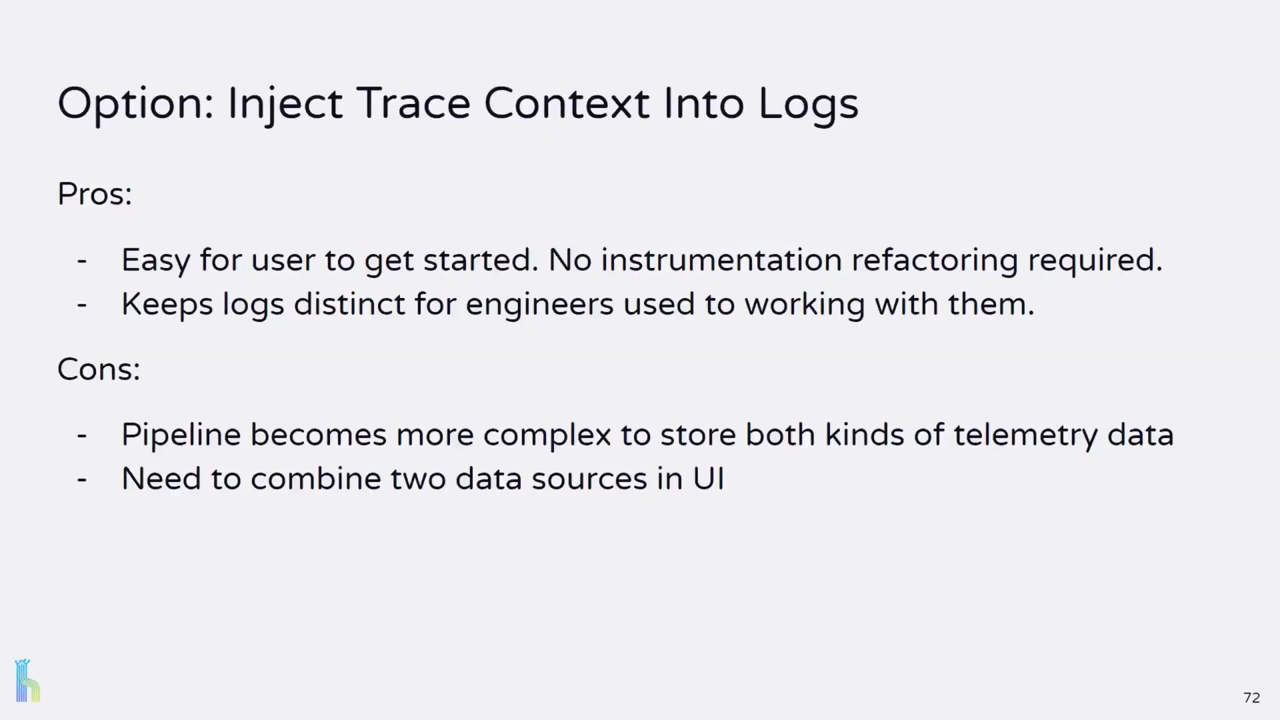 Option: Inject Trace Context Into Logs
Pros:
- Easy for user to get started. No instrumentation refactoring required.
- Keeps logs distinct for engineers used to working with them.
Cons:
- Pipeline becomes more complex to store both kinds of telemetry data
- Need to combine two data sources in UI
72